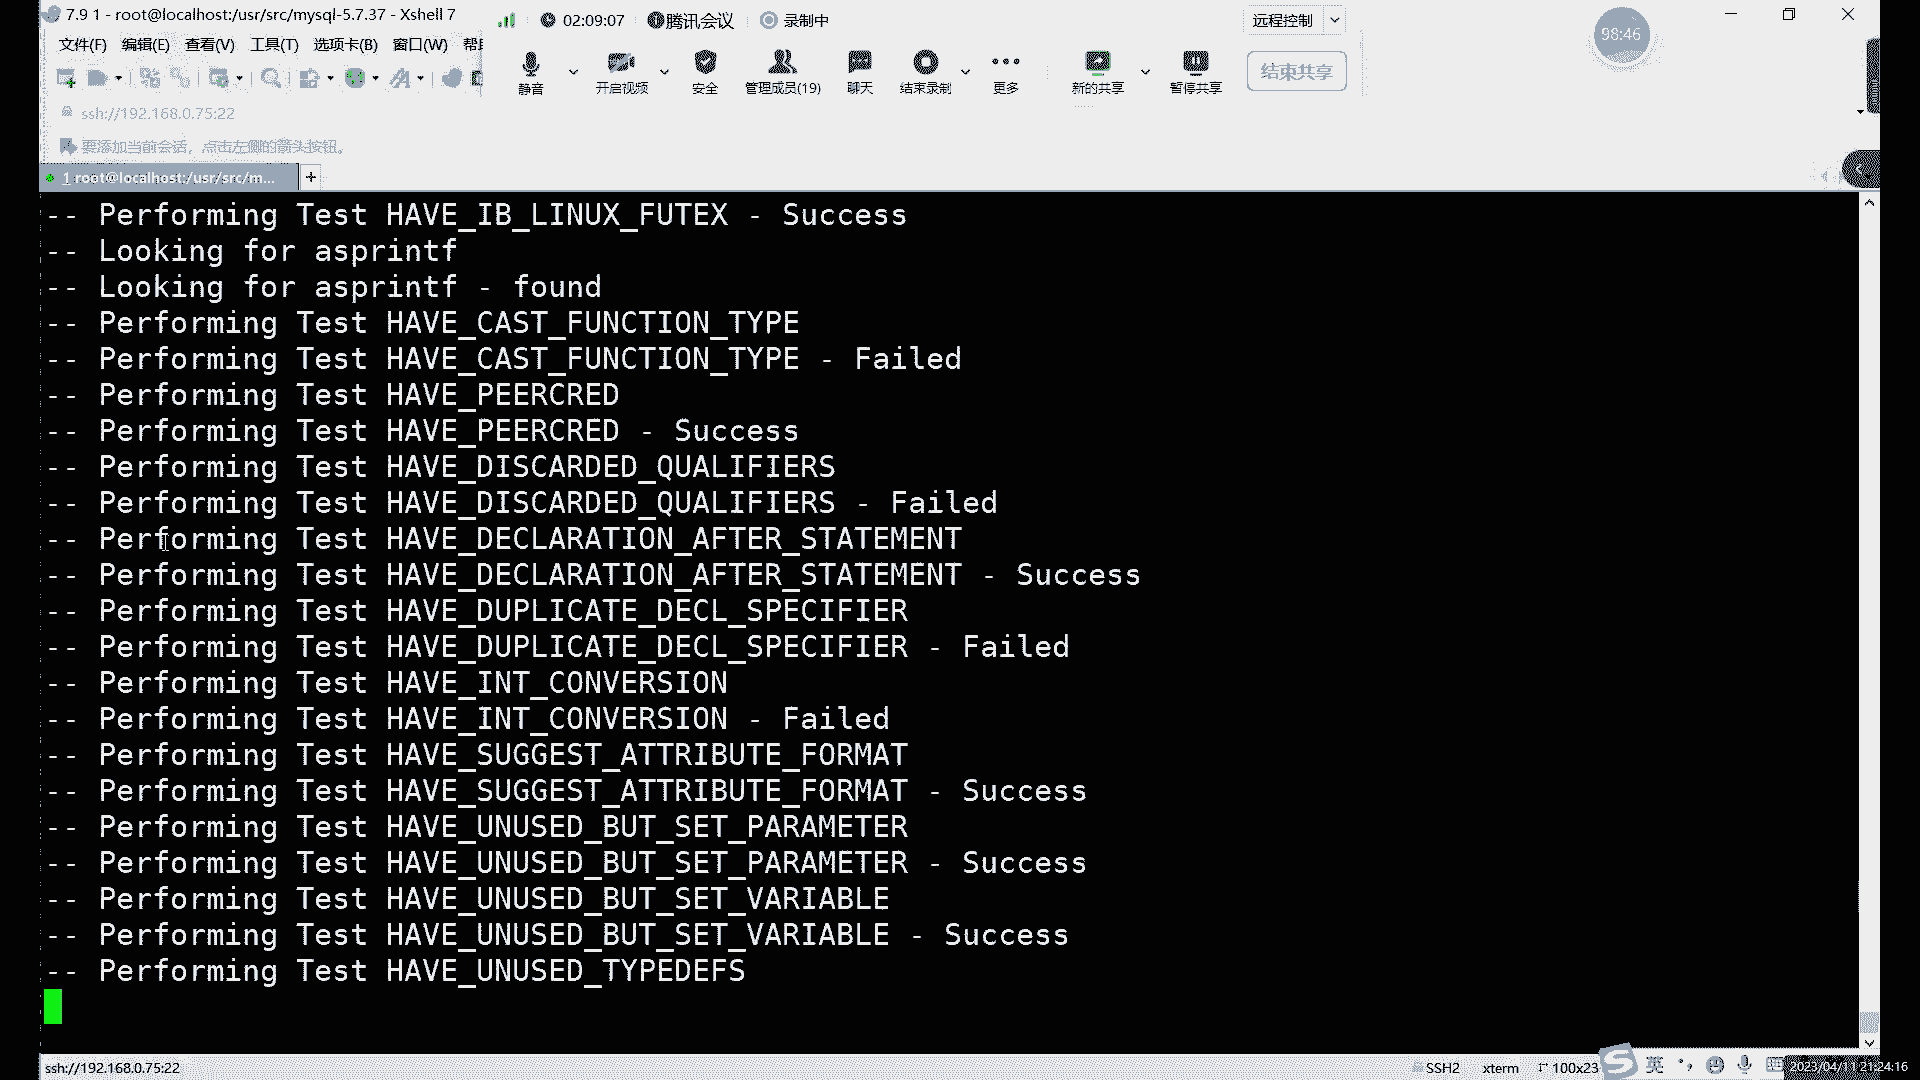 7.9 1 - root@localhost:/usr/src/mysql-5.7.37 - Xshell 7
02:09:07
腾讯会议
录制中
远程控制
98:46
文件(F) 编辑(E) 查看(V) 工具(T) 选项卡(B) 窗口(W)
静音
开启视频
安全
管理成员(19)
聊天
结束录制
更多
新的共享
暂停共享
结束共享
ssh://192.168.0.75:22
要添加当前会话，点击左侧的箭头按钮。
1 root@localhost:/usr/src/m... +
-- Performing Test HAVE_IB_LINUX_FUTEX - Success
-- Looking for asprintf
-- Looking for asprintf - found
-- Performing Test HAVE_CAST_FUNCTION_TYPE
-- Performing Test HAVE_CAST_FUNCTION_TYPE - Failed
-- Performing Test HAVE_PEERCRED
-- Performing Test HAVE_PEERCRED - Success
-- Performing Test HAVE_DISCARDED_QUALIFIERS
-- Performing Test HAVE_DISCARDED_QUALIFIERS - Failed
-- Performing Test HAVE_DECLARATION_AFTER_STATEMENT
-- Performing Test HAVE_DECLARATION_AFTER_STATEMENT - Success
-- Performing Test HAVE_DUPLICATE_DECL_SPECIFIER
-- Performing Test HAVE_DUPLICATE_DECL_SPECIFIER - Failed
-- Performing Test HAVE_INT_CONVERSION
-- Performing Test HAVE_INT_CONVERSION - Failed
-- Performing Test HAVE_SUGGEST_ATTRIBUTE_FORMAT
-- Performing Test HAVE_SUGGEST_ATTRIBUTE_FORMAT - Success
-- Performing Test HAVE_UNUSED_BUT_SET_PARAMETER
-- Performing Test HAVE_UNUSED_BUT_SET_PARAMETER - Success
-- Performing Test HAVE_UNUSED_BUT_SET_VARIABLE
-- Performing Test HAVE_UNUSED_BUT_SET_VARIABLE - Success
-- Performing Test HAVE_UNUSED_TYPEDEFS
ssh://192.168.0.75:22
SSH2 xterm 100x23
英
2023/04/11 21:24:16